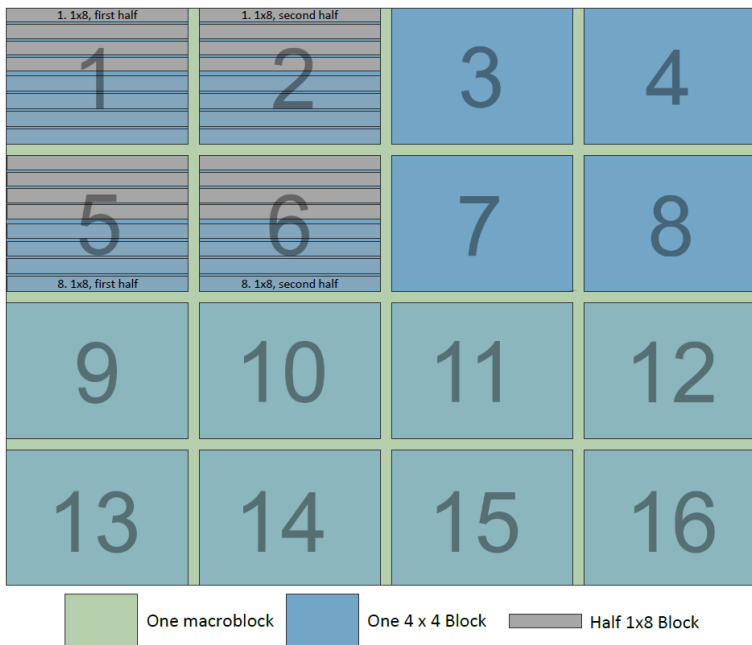 1. 1x8, first half
1. 1x8, second half
1
2
3
4
5
6
7
8
8. 1x8, first half
8. 1x8, second half
9
10
11
12
13
14
15
16
One macroblock
One 4 x 4 Block
Half 1x8 Block